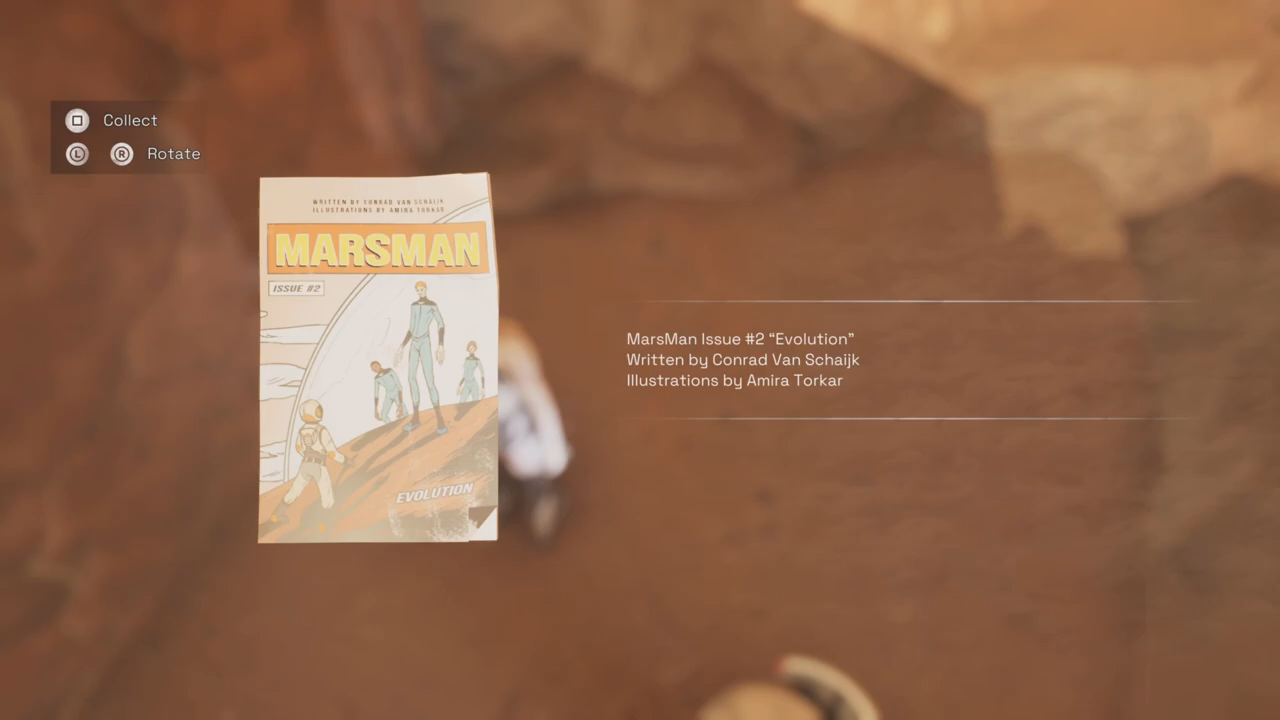 Collect
L R Rotate
WRITTEN BY CONRAD VAN SCHAIJK
ILLUSTRATIONS BY AMIRA TORKAR
MARSMAN
ISSUE #2
EVOLUTION
MarsMan Issue #2 “Evolution”
Written by Conrad Van Schaijk
Illustrations by Amira Torkar